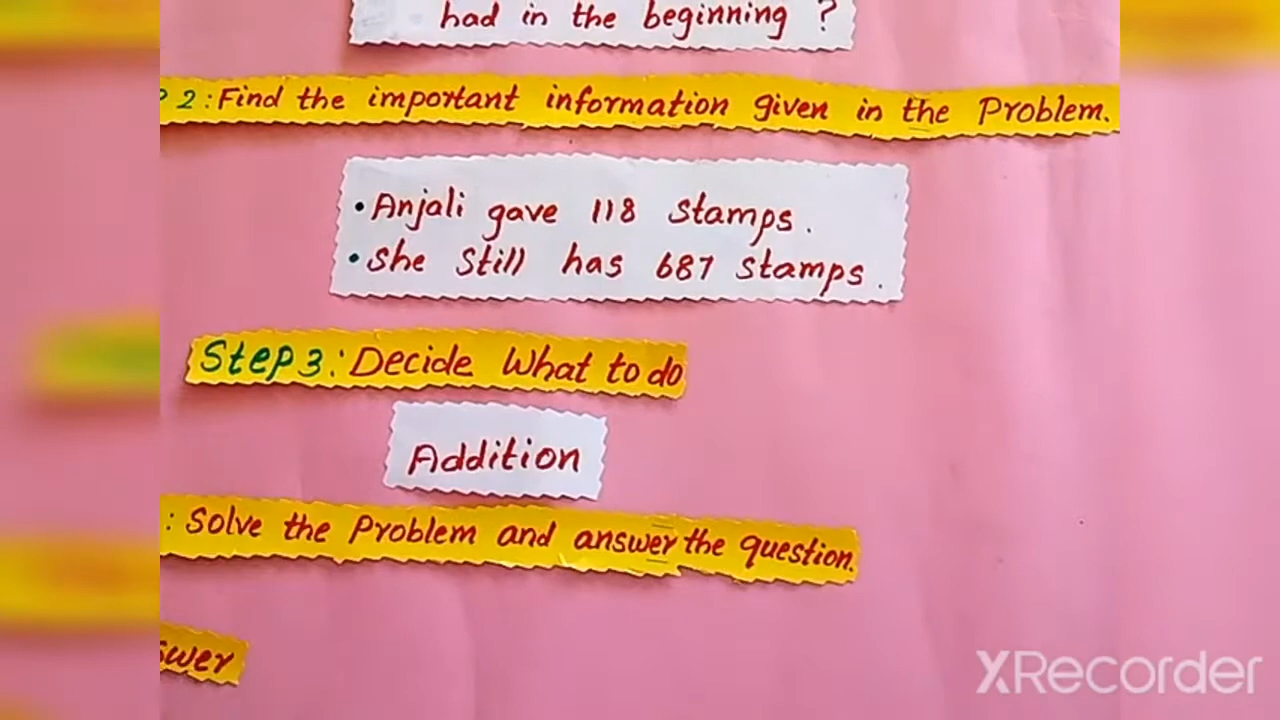 had in the beginning ?
2 : Find the important information given in the Problem.
• Anjali gave 118 stamps .
• She still has 687 stamps .
Step 3 : Decide What to do
Addition
: Solve the Problem and answer the question.
swer
XRecorder